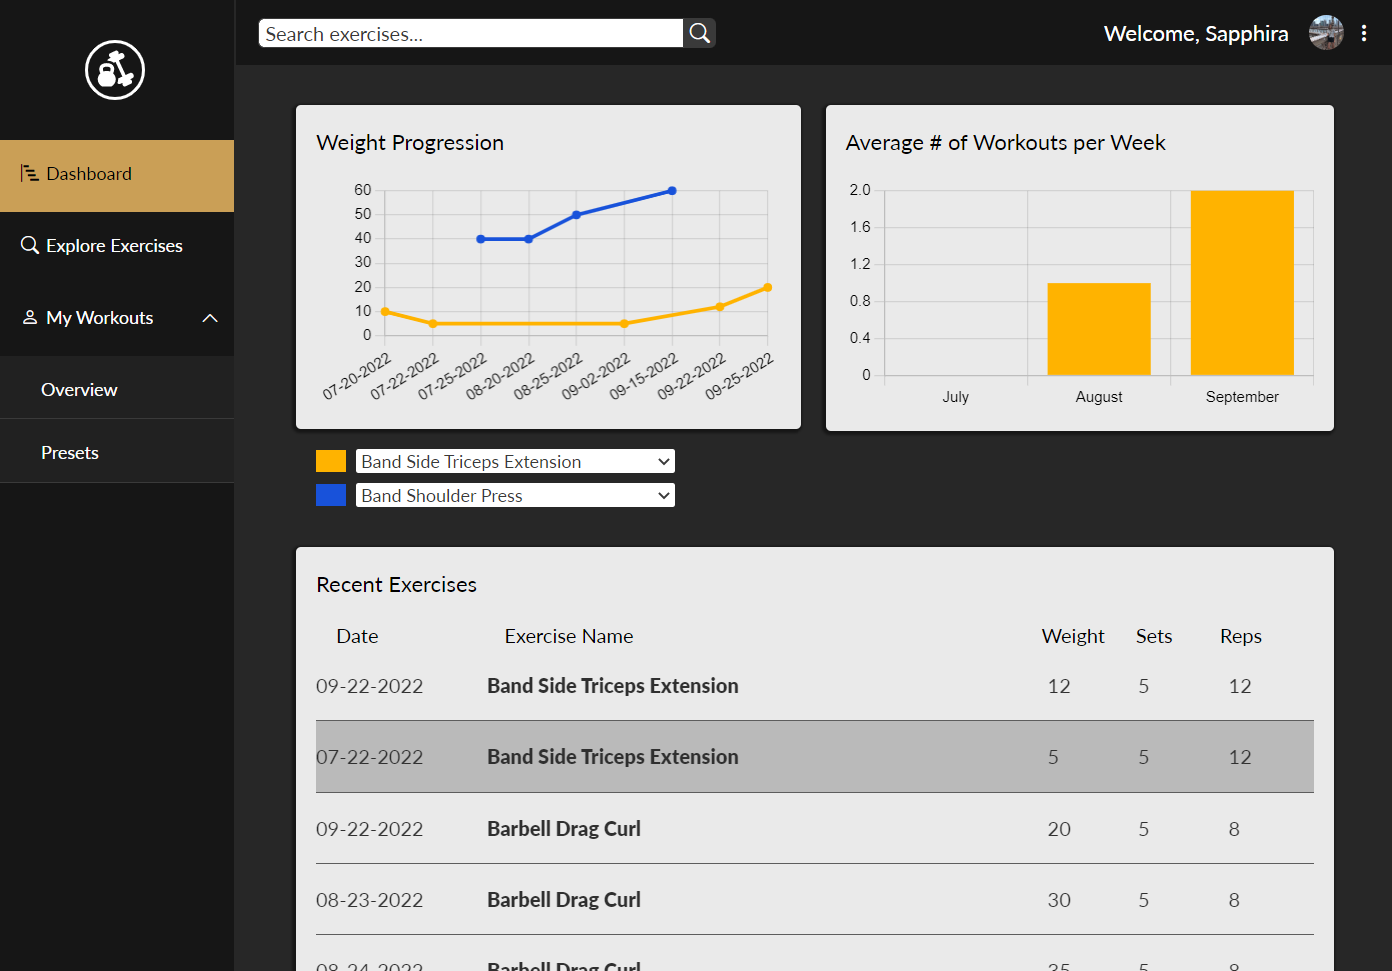 Search exercises...
Welcome, Sapphira
Dashboard
Explore Exercises
My Workouts
Overview
Presets
Weight Progression
60
50
40
30
20
10
0
07-20-2022
07-22-2022
07-25-2022
08-20-2022
08-25-2022
09-02-2022
09-15-2022
09-22-2022
09-25-2022
Average # of Workouts per Week
2.0
1.6
1.2
0.8
0.4
0
July August September
Band Side Triceps Extension
Band Shoulder Press
Recent Exercises
Date Exercise Name Weight Sets Reps
09-22-2022 Band Side Triceps Extension 12 5 12
07-22-2022 Band Side Triceps Extension 5 5 12
09-22-2022 Barbell Drag Curl 20 5 8
08-23-2022 Barbell Drag Curl 30 5 8
08-24-2022 Barbell Drag Curl 35 5 8